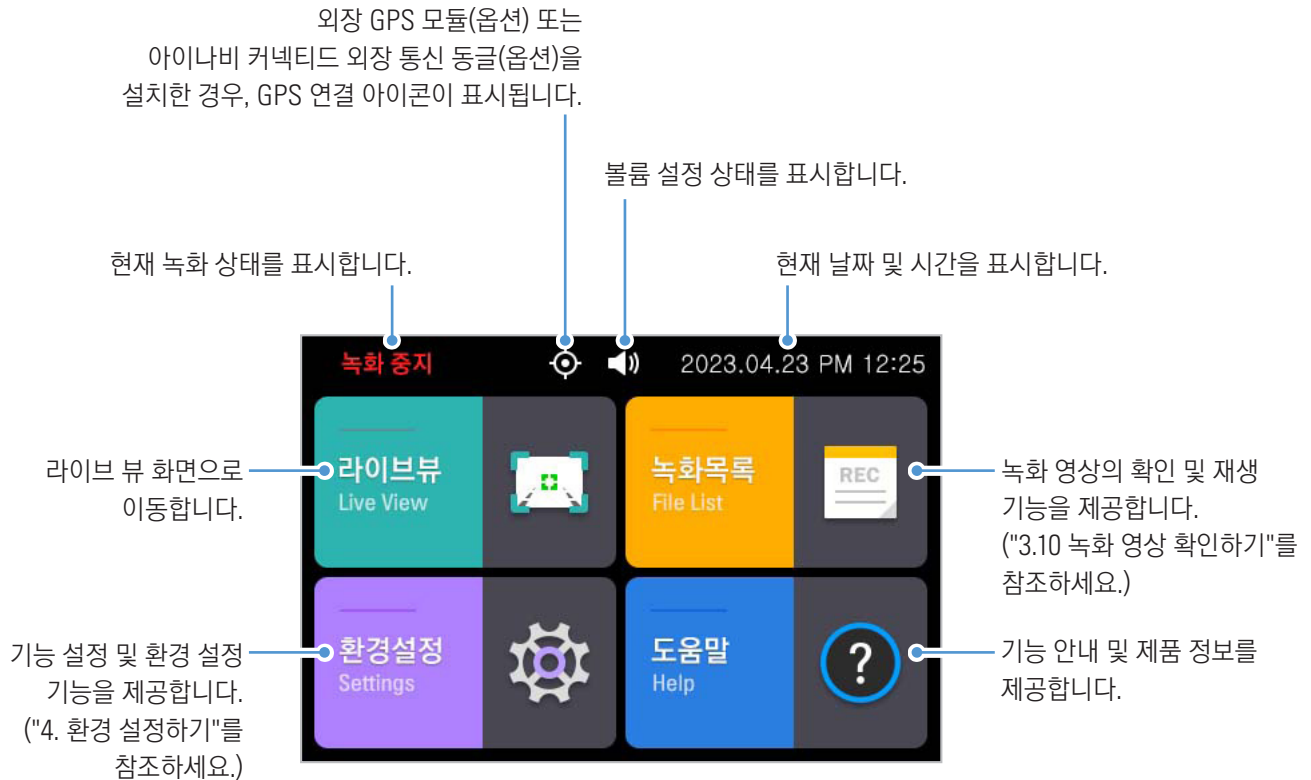 외장 GPS 모듈(옵션) 또는
아이나비 커넥티드 외장 통신 동글(옵션)을
설치한 경우, GPS 연결 아이콘이 표시됩니다.
볼륨 설정 상태를 표시합니다.
현재 녹화 상태를 표시합니다.
현재 날짜 및 시간을 표시합니다.
녹화 중지
2023.04.23 PM 12:25
라이브 뷰 화면으로
이동합니다.
라이브뷰
Live View
녹화목록
File List
REC
녹화 영상의 확인 및 재생
기능을 제공합니다.
("3.10 녹화 영상 확인하기"를
참조하세요.)
기능 설정 및 환경 설정
기능을 제공합니다.
("4. 환경 설정하기"를
참조하세요.)
환경설정
Settings
도움말
Help
?
기능 안내 및 제품 정보를
제공합니다.